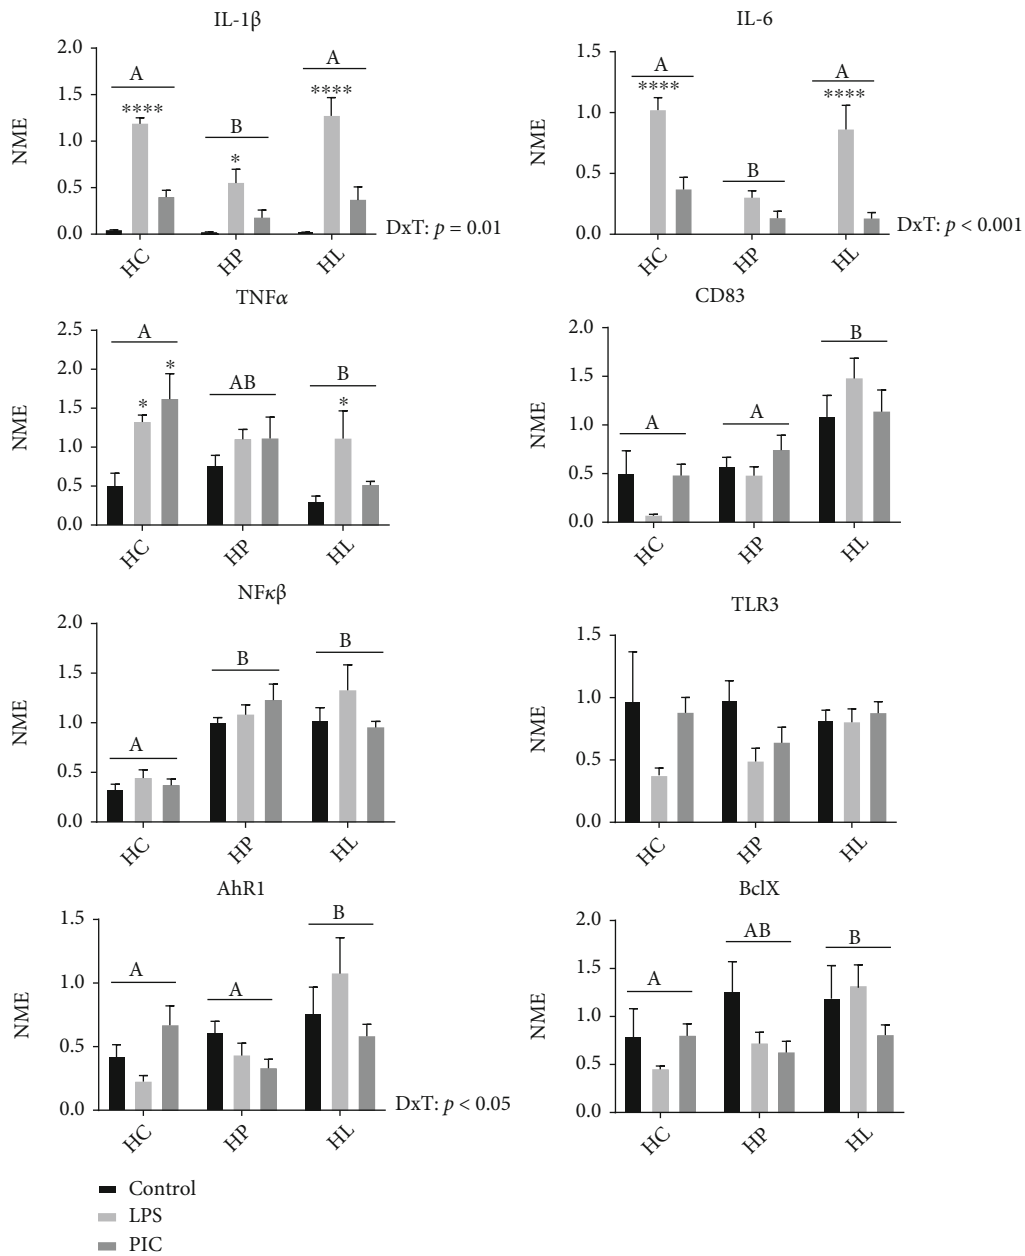 IL-1β
NME
2.0
1.5
1.0
0.5
0.0
A
****
B
*
A
****
HC
HP
HL
DxT: p = 0.01
IL-6
NME
1.5
1.0
0.5
0.0
A
****
B
A
****
HC
HP
HL
DxT: p < 0.001
TNFα
NME
2.5
2.0
1.5
1.0
0.5
0.0
A
*
*
AB
B
*
HC
HP
HL
CD83
NME
2.0
1.5
1.0
0.5
0.0
A
A
B
HC
HP
HL
NFκβ
NME
2.0
1.5
1.0
0.5
0.0
A
B
B
HC
HP
HL
TLR3
NME
1.5
1.0
0.5
0.0
HC
HP
HL
AhR1
NME
1.5
1.0
0.5
0.0
A
A
B
HC
HP
HL
DxT: p < 0.05
BclX
NME
2.0
1.5
1.0
0.5
0.0
A
AB
B
HC
HP
HL
Control
LPS
PIC